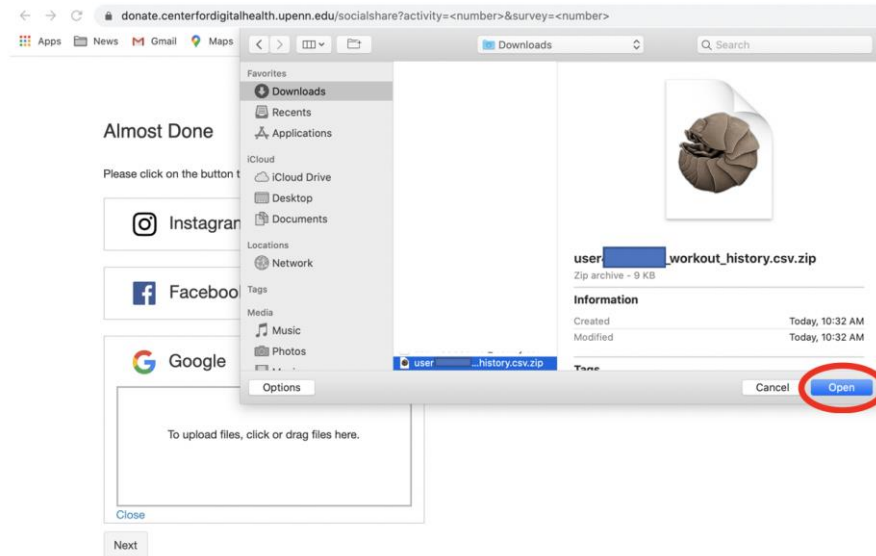 donate.centerfordigitalhealth.upenn.edu/socialshare?activity=<number>&survey=<number>
Apps News Gmail Maps
Downloads
Search
Favorites
Downloads
Recents
Applications
iCloud
iCloud Drive
Desktop
Documents
Locations
Network
Tags
Media
Music
Photos
user ...history.csv.zip
user _workout_history.csv.zip
Zip archive - 9 KB
Information
Created Today, 10:32 AM
Modified Today, 10:32 AM
Tags
Options
Cancel
Open
Almost Done
Please click on the button t
Instagran
Faceboo
Google
To upload files, click or drag files here.
Close
Next